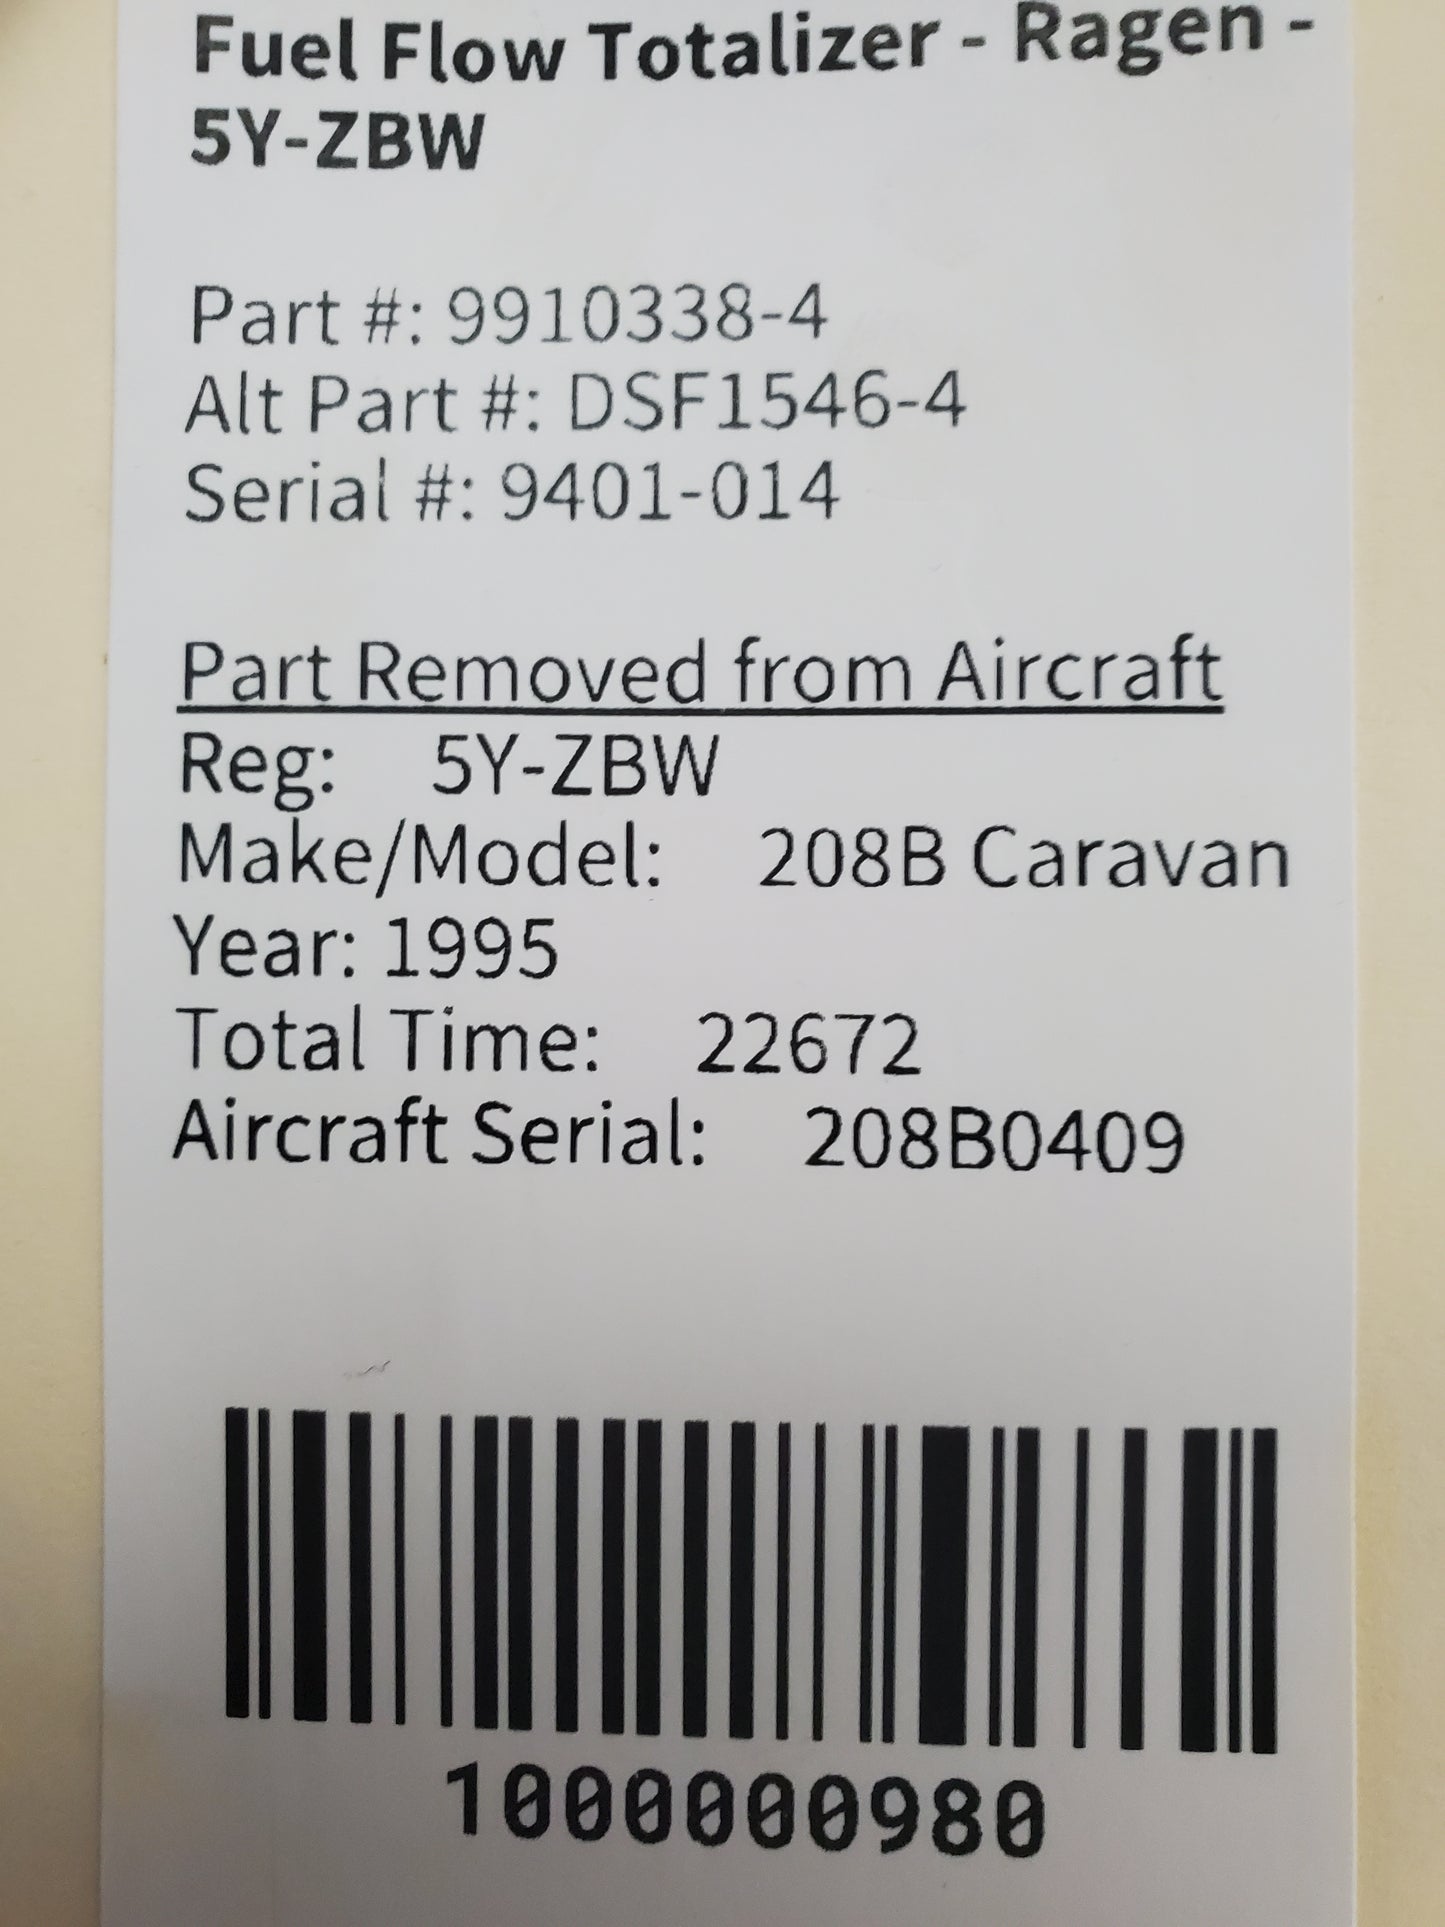 Fuel Flow Totalizer - Ragen -
5Y-ZBW
Part #: 9910338-4
Alt Part #: DSF1546-4
Serial #: 9401-014
Part Removed from Aircraft
Reg: 5Y-ZBW
Make/Model: 208B Caravan
Year: 1995
Total Time: 22672
Aircraft Serial: 208B0409
1000000980